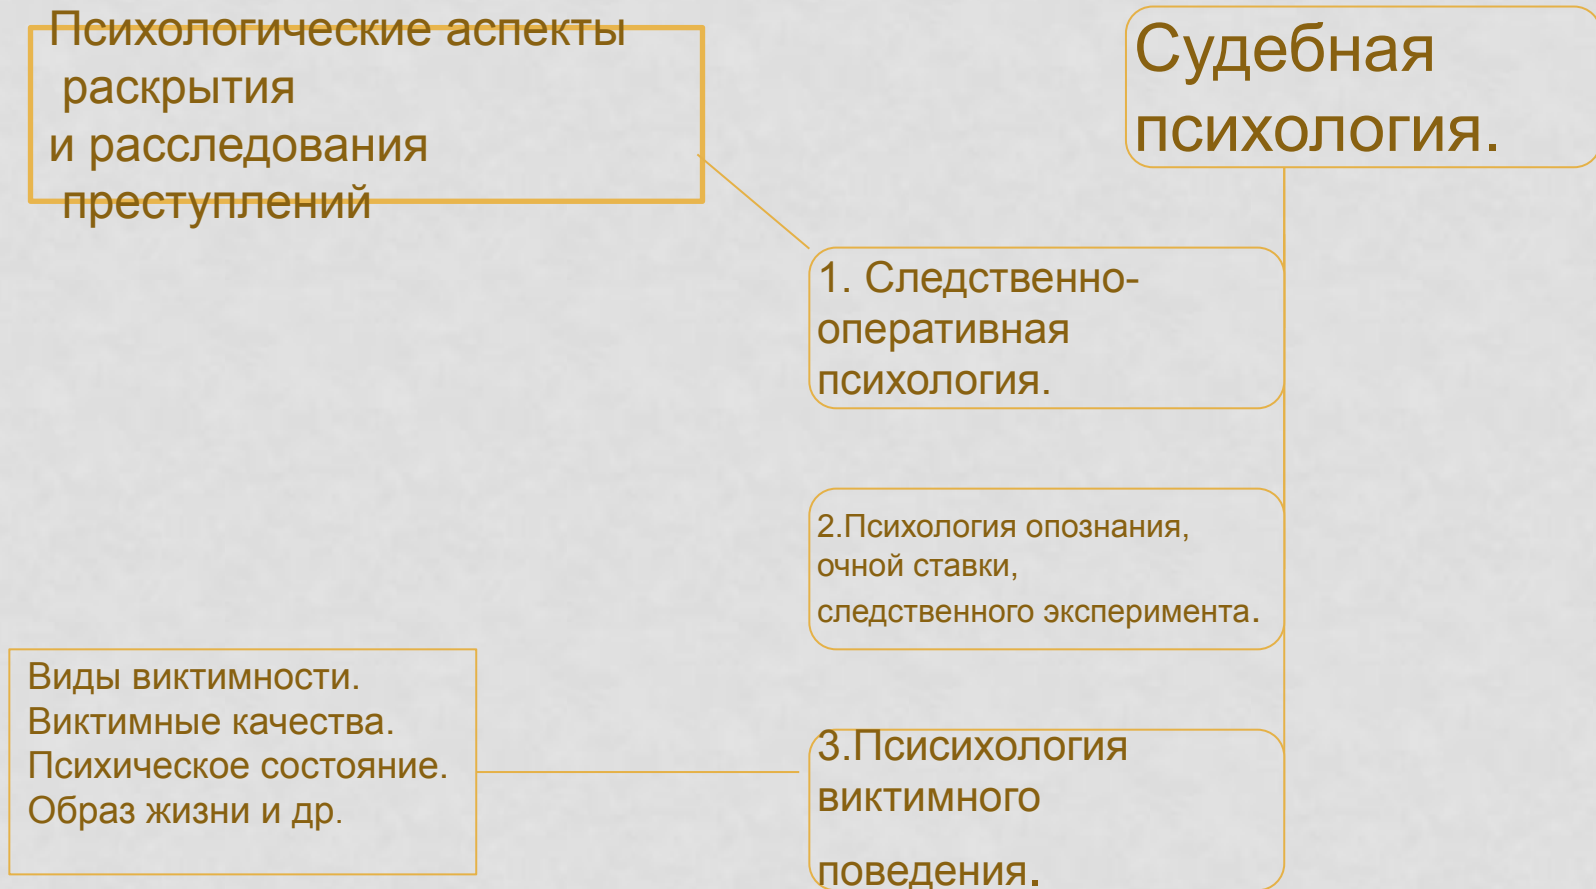 Психологические аспекты
раскрытия
и расследования
преступлений
Судебная
психология.
1. Следственно-
оперативная
психология.
2.Психология опознания,
очной ставки,
следственного эксперимента.
Виды виктимности.
Виктимные качества.
Психическое состояние.
Образ жизни и др.
3.Псисихология
виктимного
поведения.